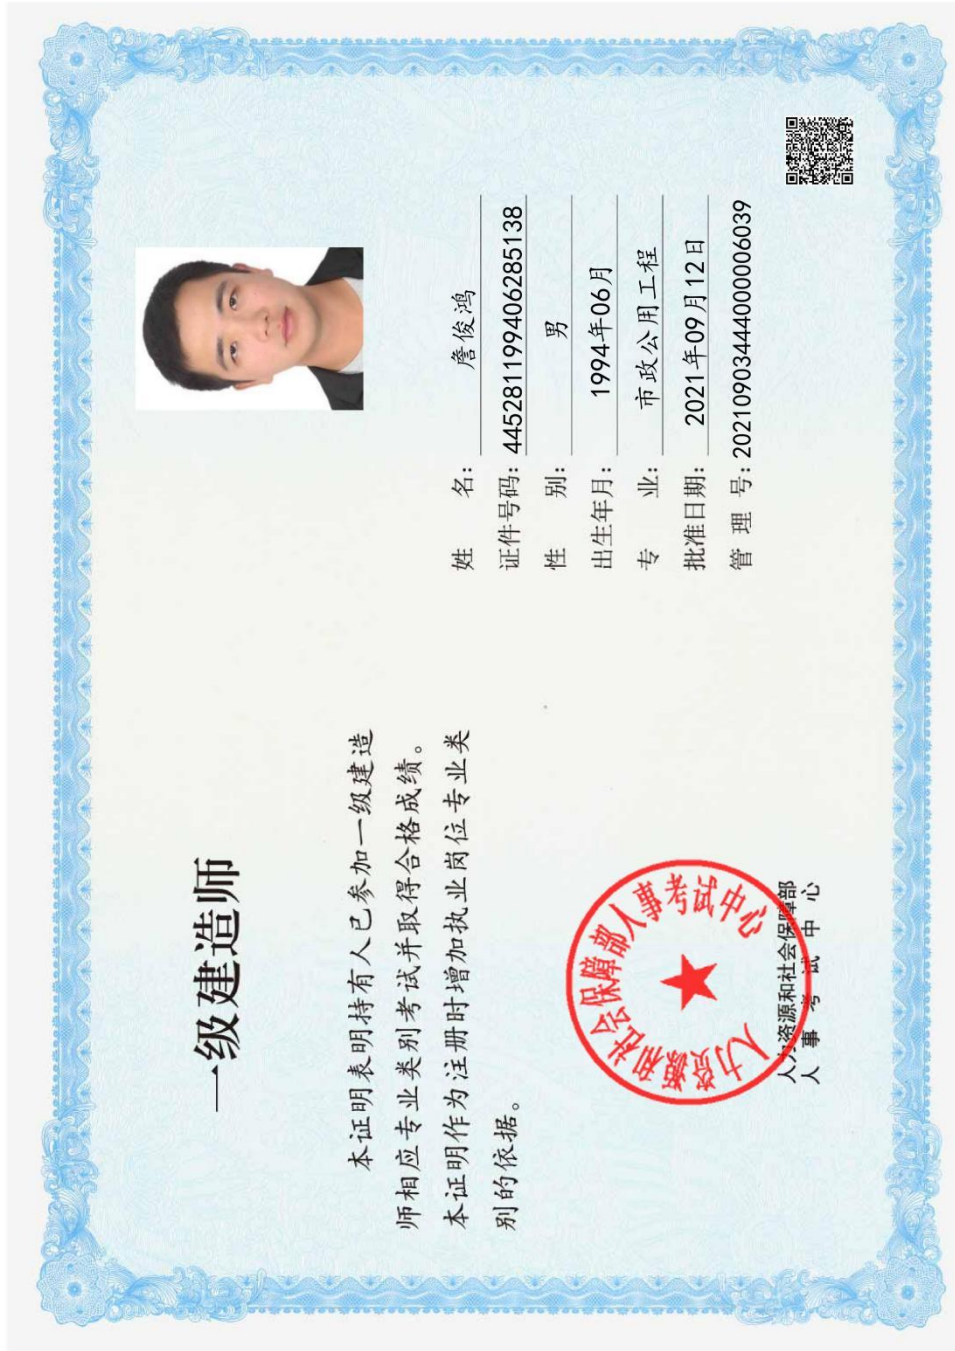 一级建造师
本证明表明持有人已参加一级建造
师相应专业类别考试并取得合格成绩。
本证明作为注册时增加执业岗位专业类
别的依据。
人力资源和社会保障部人事考试中心
人力资源和社会保障部
人事考试中心
姓名：詹俊鸿
证件号码：445281199406285138
性别：男
出生年月：1994年06月
专业：市政公用工程
批准日期：2021年09月12日
管理号：20210903444000006039